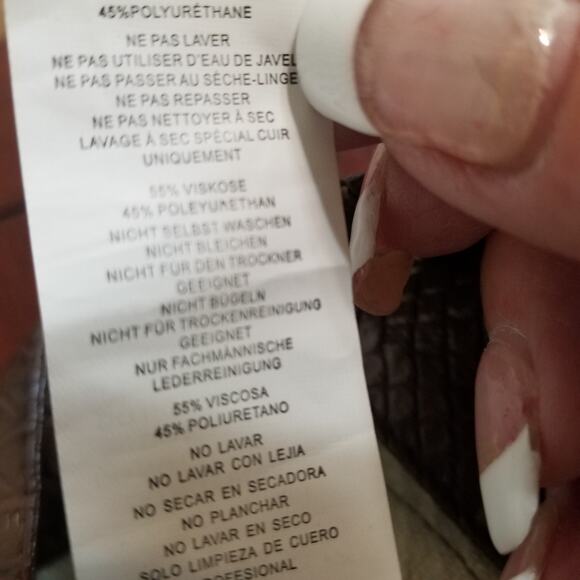 45%POLYURÉTHANE
NE PAS LAVER
NE PAS UTILISER D'EAU DE JAVEL
NE PAS PASSER AU SÈCHE-LINGE
NE PAS REPASSER
NE PAS NETTOYER À SEC
LAVAGE À SEC SPÉCIAL CUIR
UNIQUEMENT
55% VISKOSE
45% POLEYURETHAN
NICHT SELBST WASCHEN
NICHT BLEICHEN
NICHT FÜR DEN TROCKNER
GEEIGNET
NICHT BÜGELN
NICHT FÜR TROCKENREINIGUNG
GEEIGNET
NUR FACHMÄNNISCHE
LEDERREINIGUNG
55% VISCOSA
45% POLIURETANO
NO LAVAR
NO LAVAR CON LEJIA
NO SECAR EN SECADORA
NO PLANCHAR
NO LAVAR EN SECO
SOLO LIMPIEZA DE CUERO
PROFESIONAL